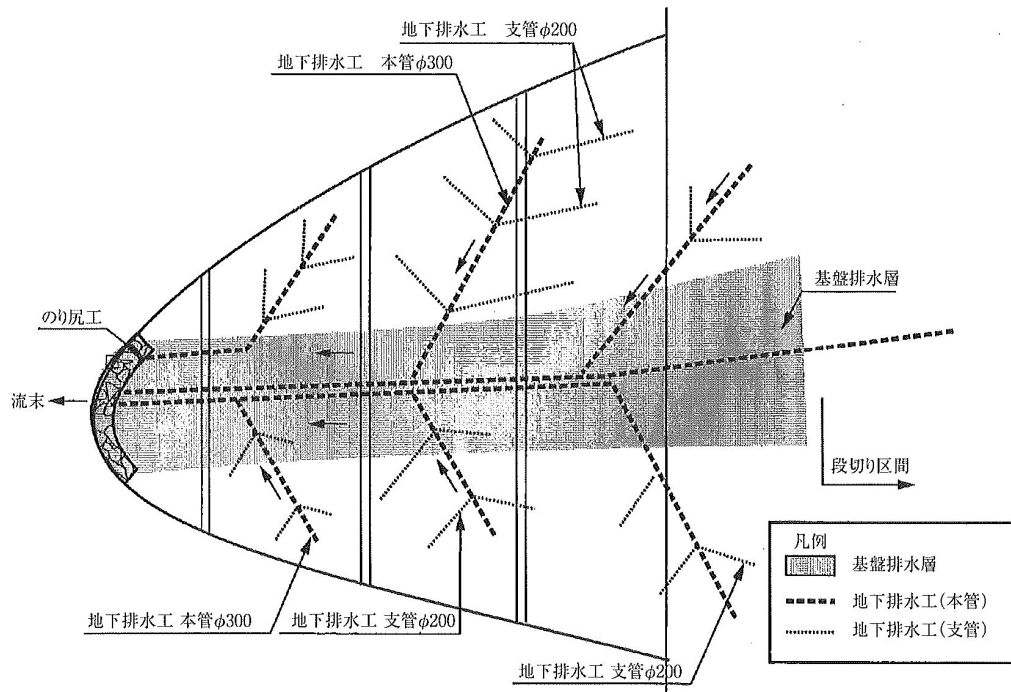 地下排水工 支管φ200
地下排水工 本管φ300
基盤排水層
のり尻工
流末
段切り区間
凡例
基盤排水層
地下排水工(本管)
地下排水工(支管)
地下排水工 本管φ300
地下排水工 支管φ200
地下排水工 支管φ200